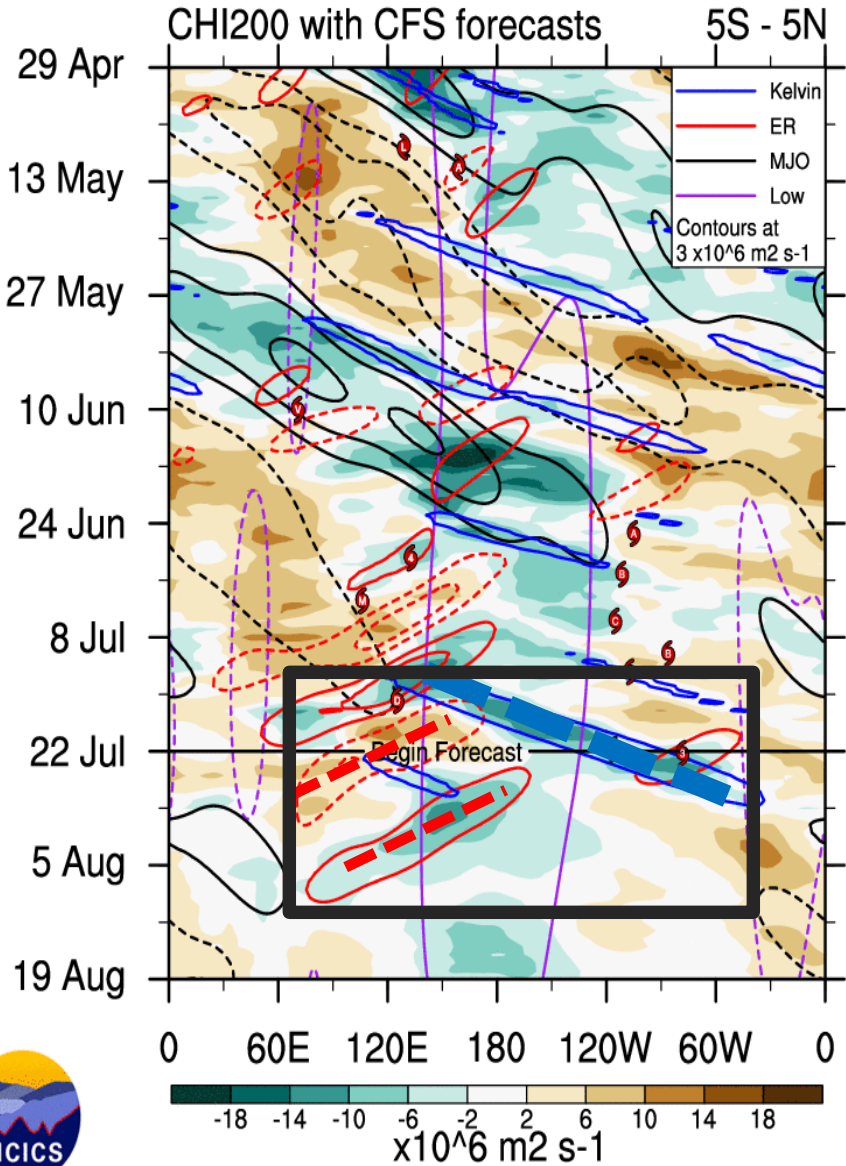 CHI200 with CFS forecasts 5S - 5N
29 Apr
13 May
27 May
10 Jun
24 Jun
8 Jul
22 Jul
5 Aug
19 Aug
Kelvin
ER
MJO
Low
Contours at
3 x10^6 m2 s-1
L
A
V
4
M
A
B
C
B
D
3
Begin Forecast
0 60E 120E 180 120W 60W 0
-18 -14 -10 -6 -2 2 6 10 14 18
x10^6 m2 s-1
NCICS